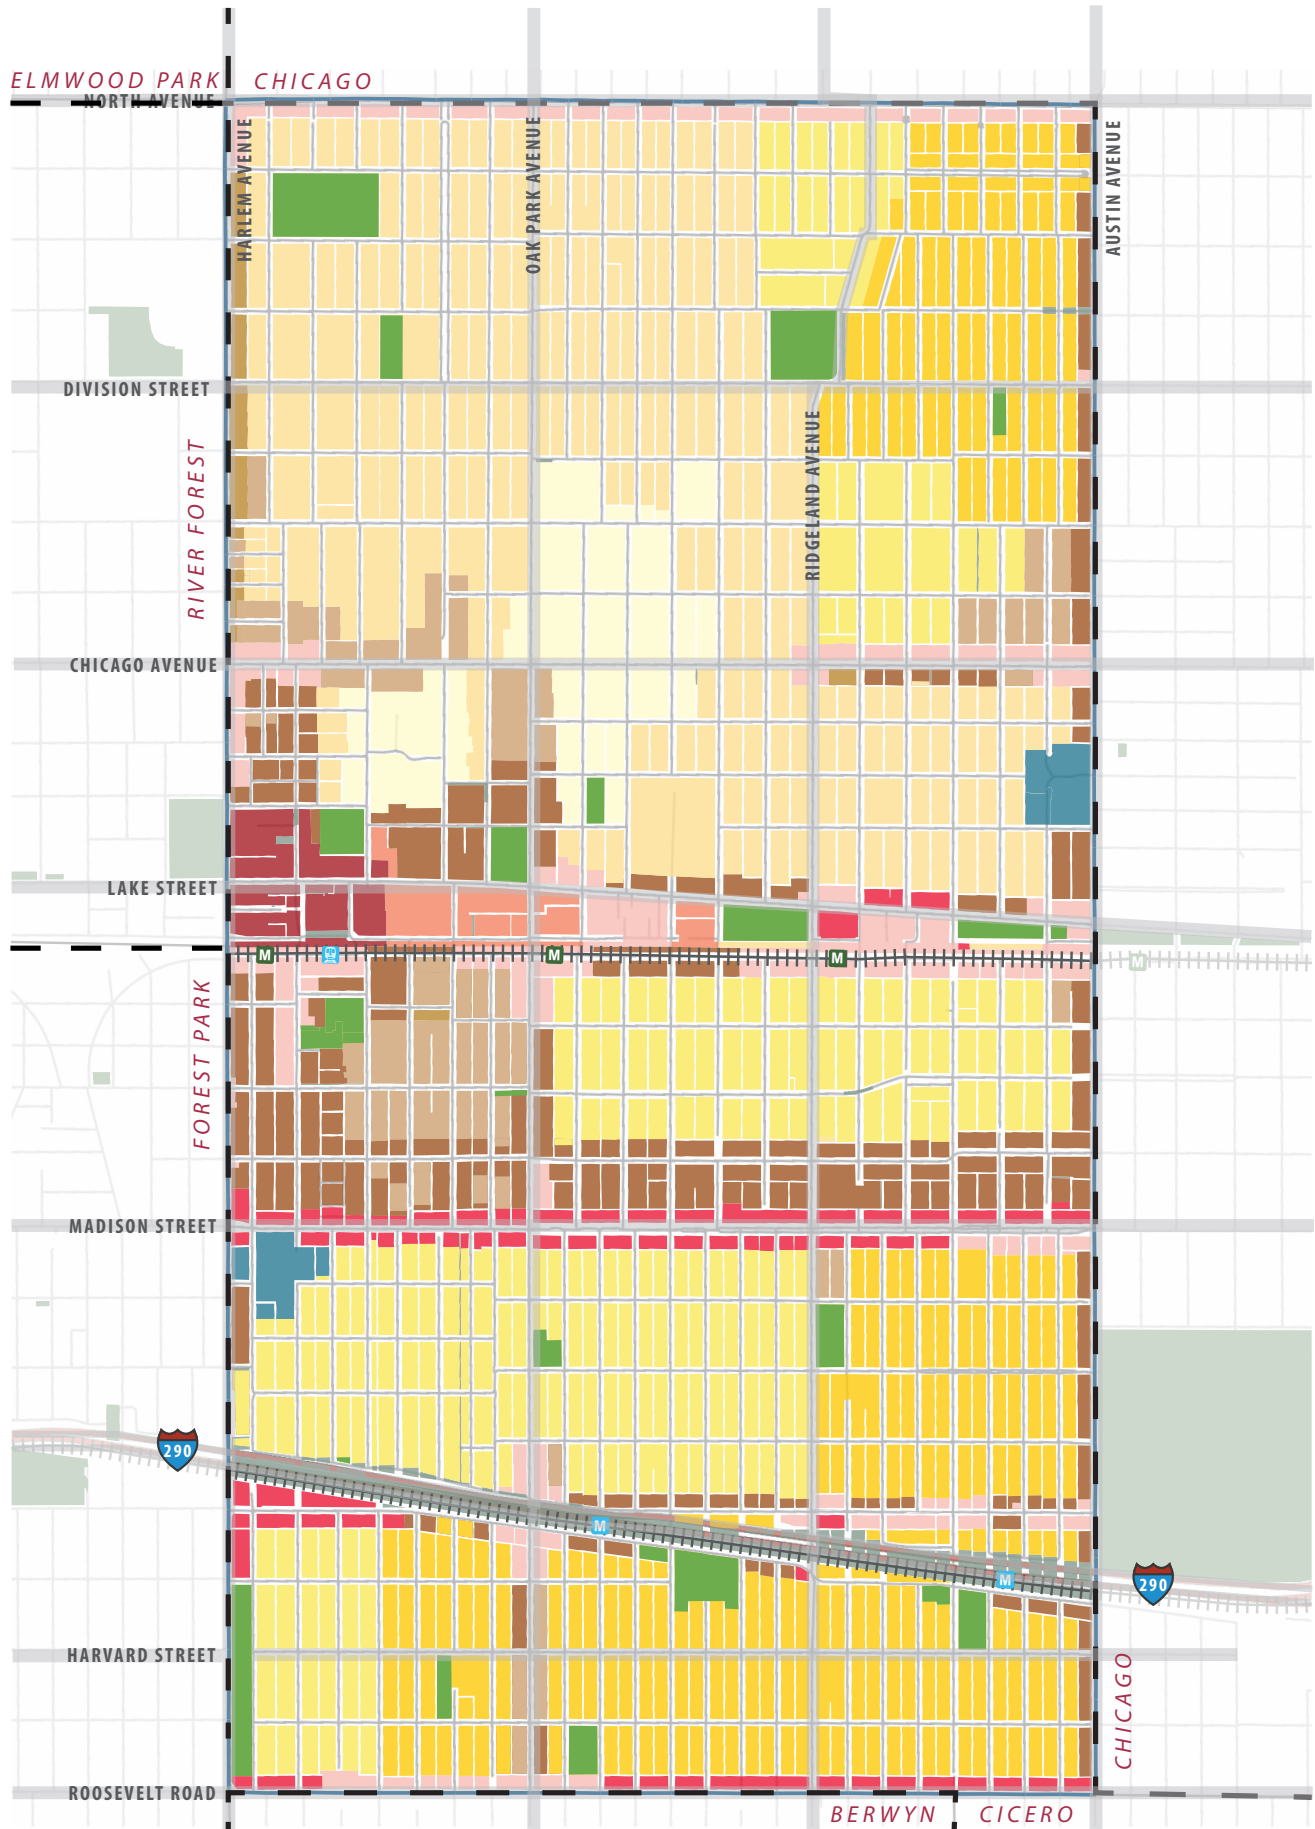 ELMWOOD PARK
CHICAGO
NORTH AVENUE
HARLEM AVENUE
OAK PARK AVENUE
AUSTIN AVENUE
DIVISION STREET
RIDGELAND AVENUE
RIVER FOREST
CHICAGO AVENUE
LAKE STREET
M
M
M
M
FOREST PARK
MADISON STREET
290
M
M
290
HARVARD STREET
CHICAGO
ROOSEVELT ROAD
BERWYN
CICERO